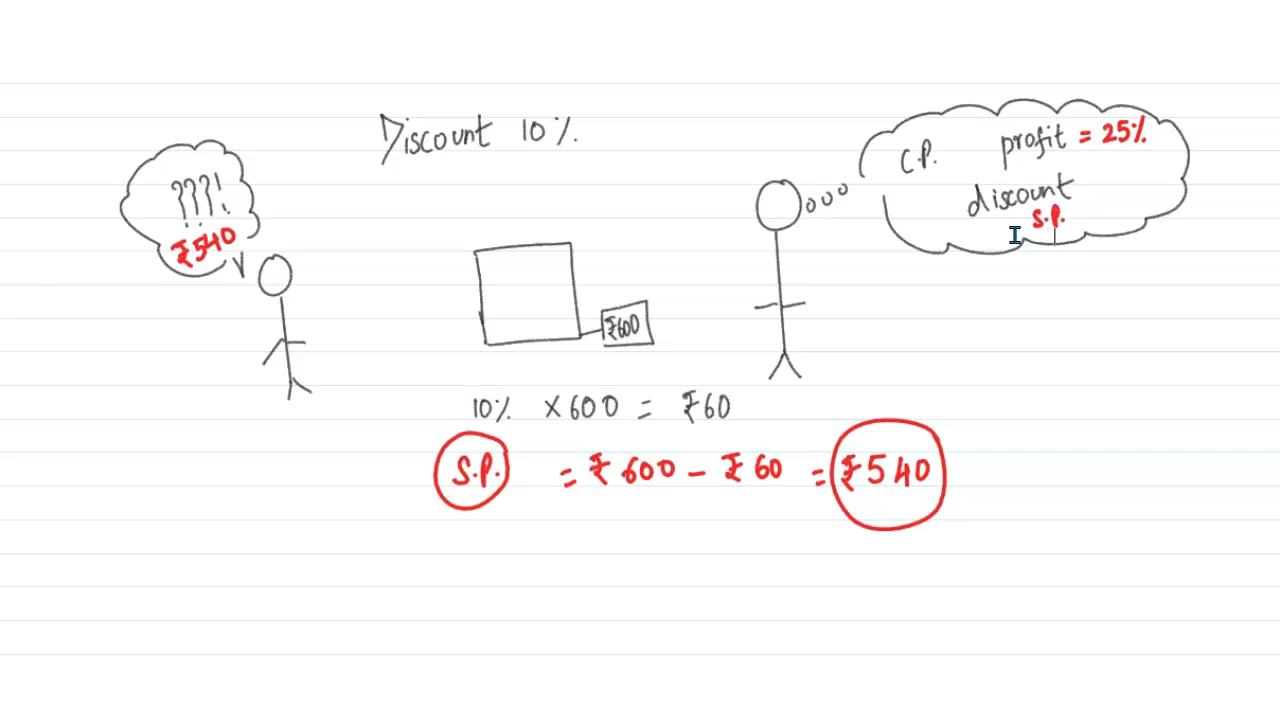 Discount 10%.
???!
₹540
C.P. profit = 25%
discount
S.P.
₹600
10% × 600 = ₹60
S.P. = ₹600 - ₹60 = ₹540